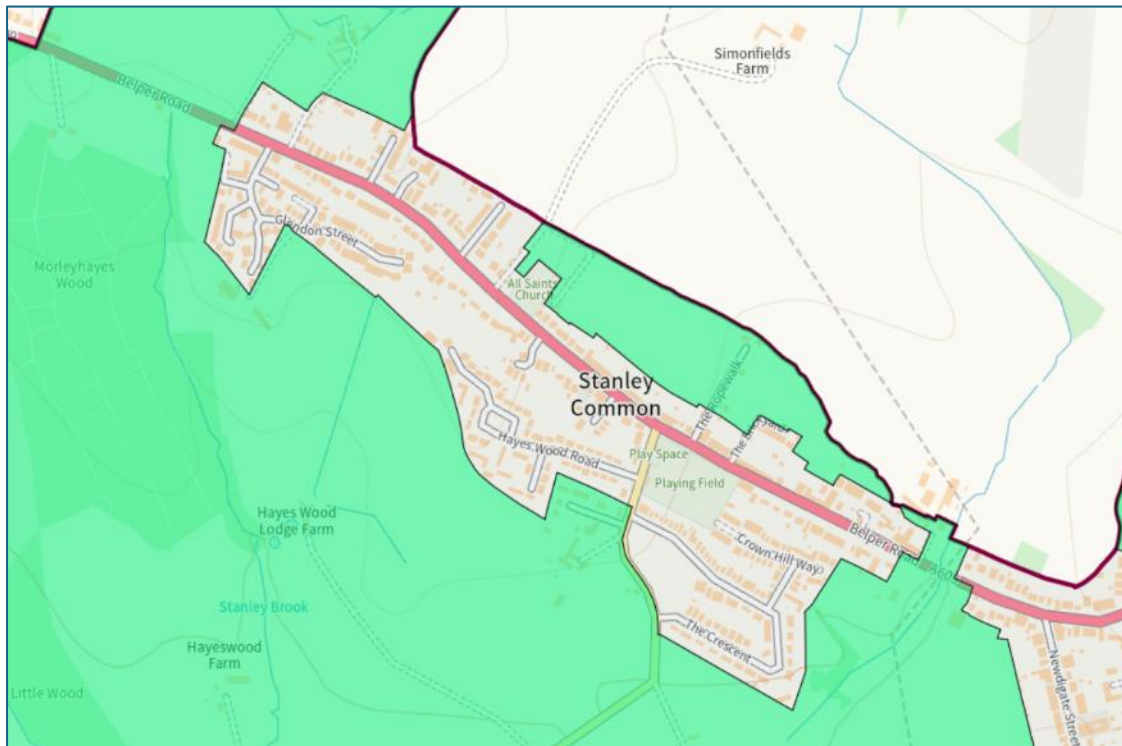 Simonfields
Farm
Belper Road
Glendon Street
Morleyhayes
Wood
All Saints
Church
Stanley
Common
The Ropewalk
Hayes Wood Road
Play Space
Playing Field
Belper Road
Crown Hill Way
Hayes Wood
Lodge Farm
The Crescent
Stanley Brook
Hayeswood
Farm
Little Wood
Newdigate Street